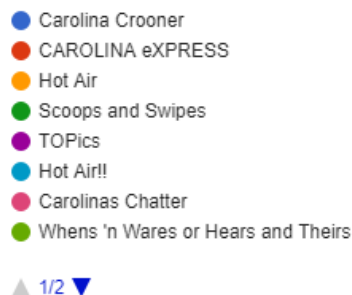 Carolina Crooner
CAROLINA eXPRESS
Hot Air
Scoops and Swipes
TOPics
Hot Air!!
Carolinas Chatter
Whens 'n Wares or Hears and Theirs
1/2